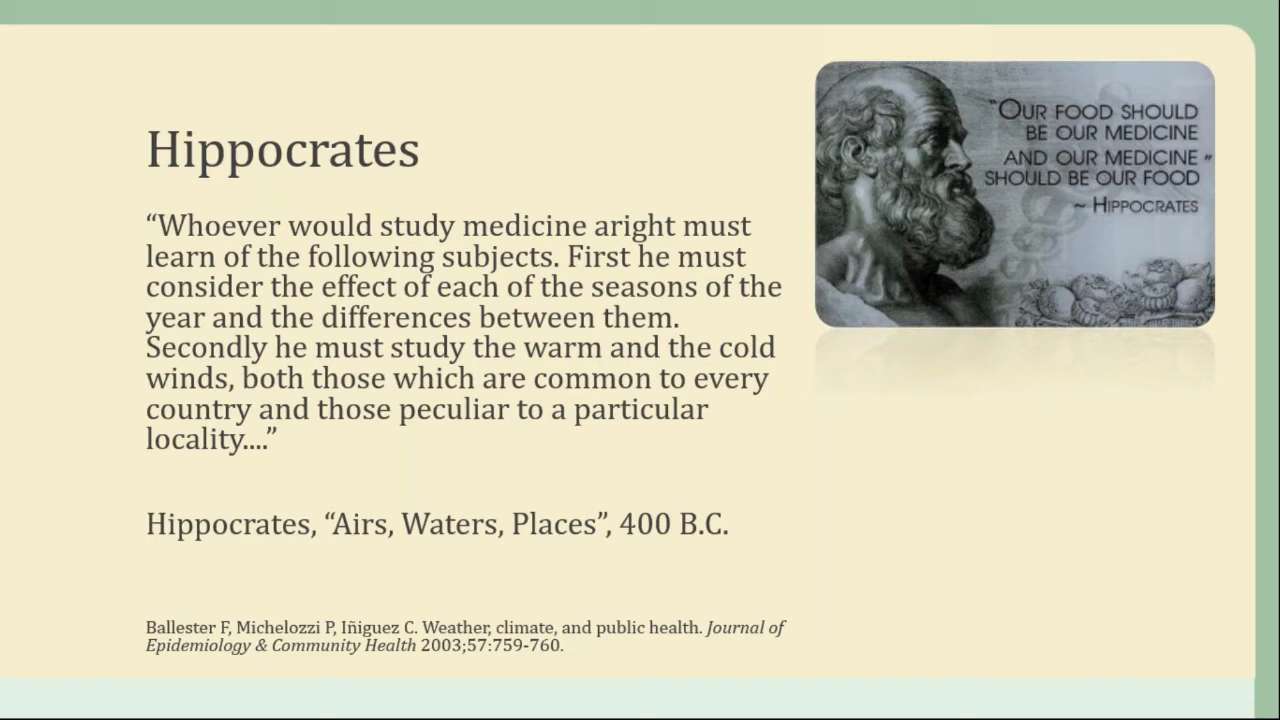 Hippocrates
“Whoever would study medicine aright must
learn of the following subjects. First he must
consider the effect of each of the seasons of the
year and the differences between them.
Secondly he must study the warm and the cold
winds, both those which are common to every
country and those peculiar to a particular
locality....”
Hippocrates, “Airs, Waters, Places”, 400 B.C.
Ballester F, Michelozzi P, Iñiguez C. Weather, climate, and public health. Journal of
Epidemiology & Community Health 2003;57:759-760.
“OUR FOOD SHOULD
BE OUR MEDICINE
AND OUR MEDICINE ”
SHOULD BE OUR FOOD
~ HIPPOCRATES